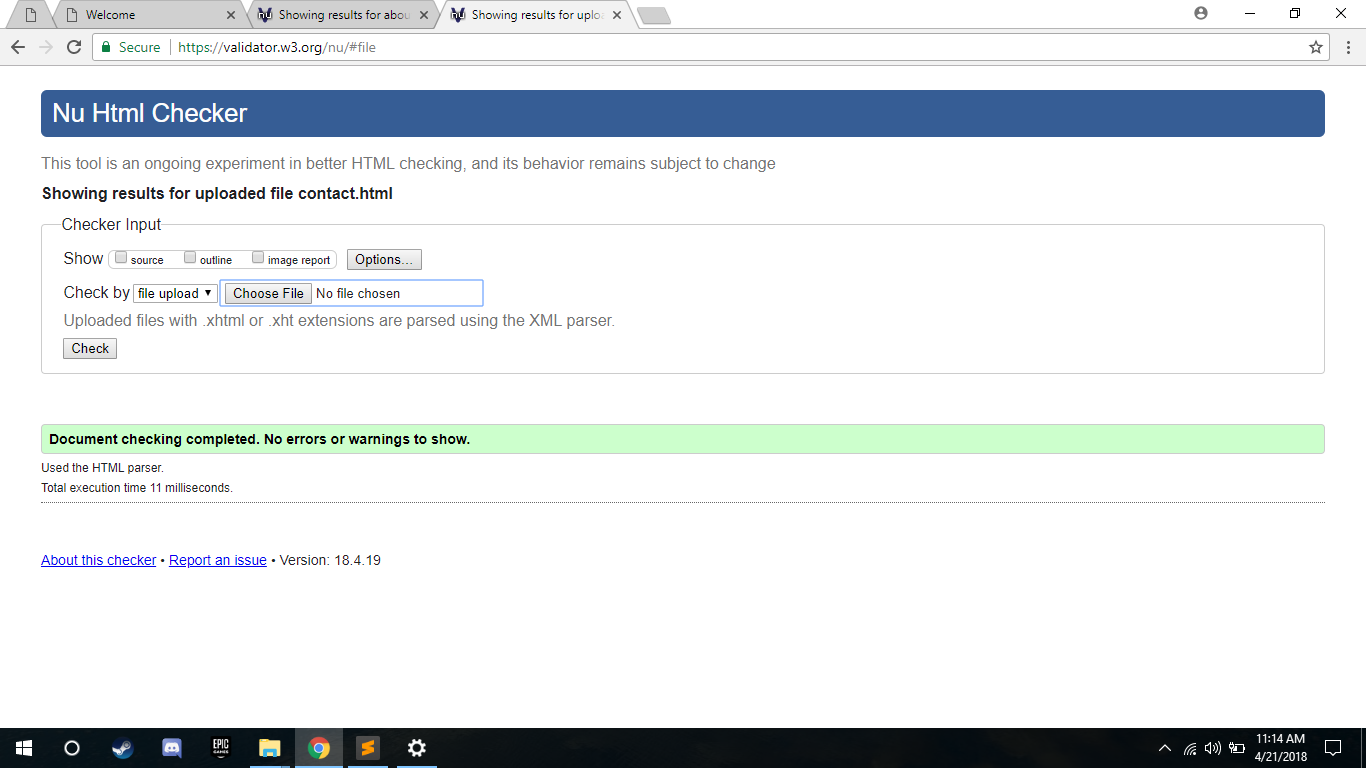 Welcome
nu Showing results for abou
nu Showing results for uploa
Secure https://validator.w3.org/nu/#file
Nu Html Checker
This tool is an ongoing experiment in better HTML checking, and its behavior remains subject to change
Showing results for uploaded file contact.html
Checker Input
Show source outline image report Options...
Check by file upload Choose File No file chosen
Uploaded files with .xhtml or .xht extensions are parsed using the XML parser.
Check
Document checking completed. No errors or warnings to show.
Used the HTML parser.
Total execution time 11 milliseconds.
About this checker • Report an issue • Version: 18.4.19
EPIC
GAMES
11:14 AM
4/21/2018